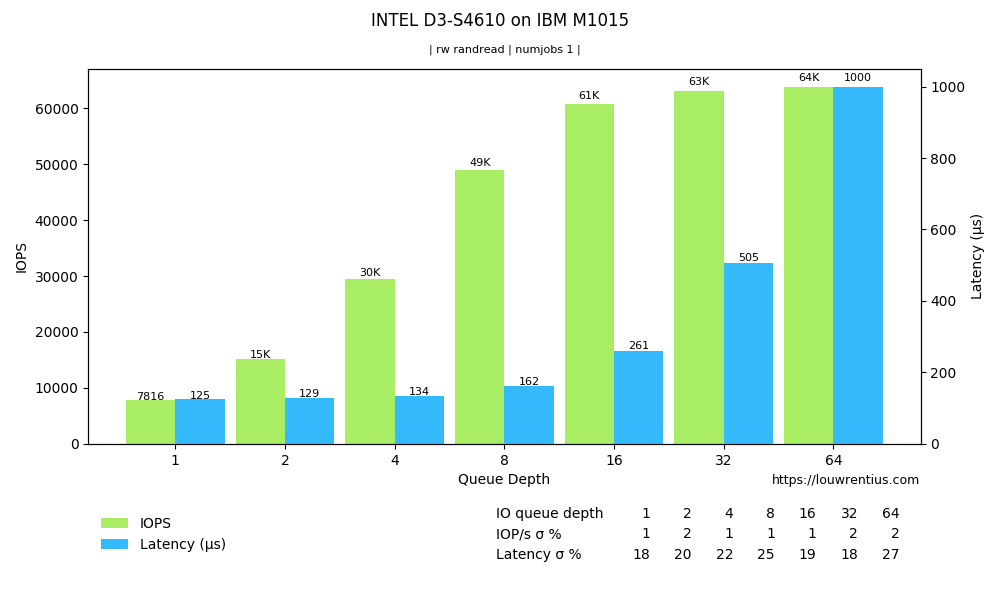 INTEL D3-S4610 on IBM M1015
| rw randread | numjobs 1 |
64K 1000
63K
61K
49K
505
30K
261
15K
162
134
129
7816 125
60000
50000
40000
30000
20000
10000
0
IOPS
1000
800
600
400
200
0
Latency (µs)
1 2 4 8 16 32 64
Queue Depth
https://louwrentius.com
IOPS
Latency (µs)
IO queue depth 1 2 4 8 16 32 64
IOP/s σ % 1 2 1 1 1 2 2
Latency σ % 18 20 22 25 19 18 27